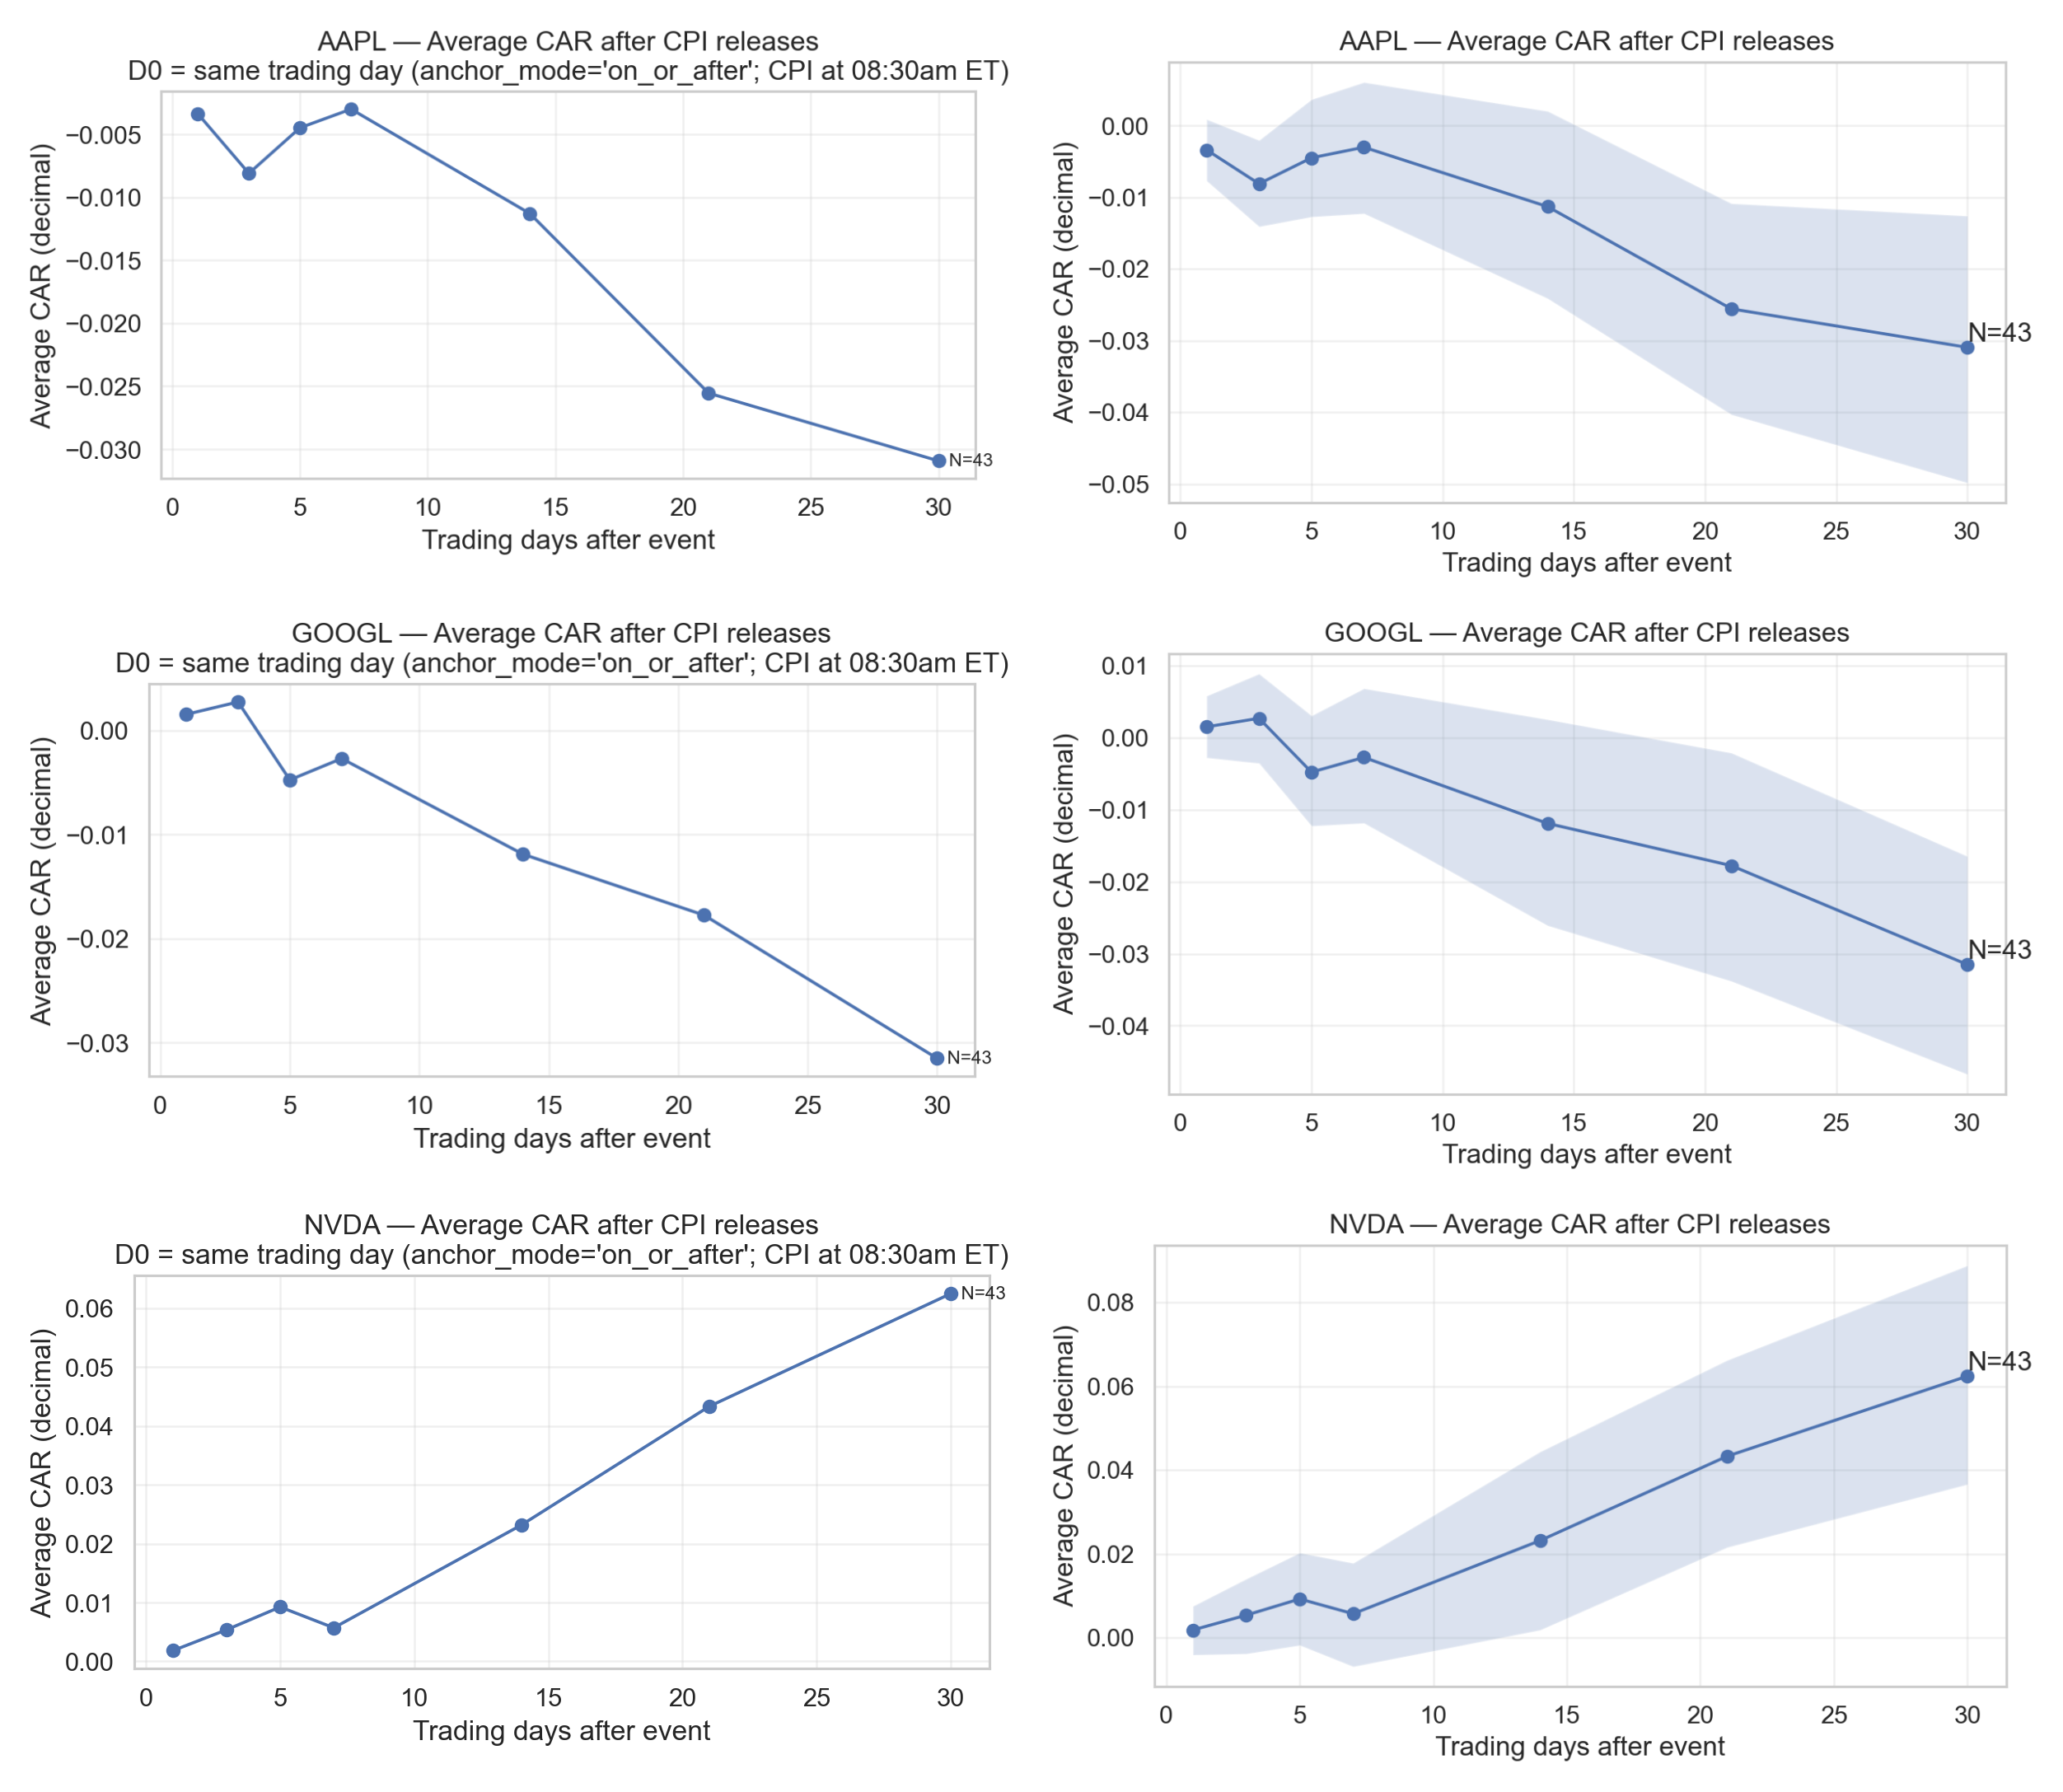 AAPL — Average CAR after CPI releases
D0 = same trading day (anchor_mode='on_or_after'; CPI at 08:30am ET)
Average CAR (decimal)
−0.005
−0.010
−0.015
−0.020
−0.025
−0.030
N=43
0 5 10 15 20 25 30
Trading days after event
AAPL — Average CAR after CPI releases
Average CAR (decimal)
0.00
−0.01
−0.02
−0.03
−0.04
−0.05
N=43
0 5 10 15 20 25 30
Trading days after event
GOOGL — Average CAR after CPI releases
D0 = same trading day (anchor_mode='on_or_after'; CPI at 08:30am ET)
Average CAR (decimal)
0.00
−0.01
−0.02
−0.03
N=43
0 5 10 15 20 25 30
Trading days after event
GOOGL — Average CAR after CPI releases
Average CAR (decimal)
0.01
0.00
−0.01
−0.02
−0.03
−0.04
N=43
0 5 10 15 20 25 30
Trading days after event
NVDA — Average CAR after CPI releases
D0 = same trading day (anchor_mode='on_or_after'; CPI at 08:30am ET)
Average CAR (decimal)
0.06
0.05
0.04
0.03
0.02
0.01
0.00
N=43
0 5 10 15 20 25 30
Trading days after event
NVDA — Average CAR after CPI releases
Average CAR (decimal)
0.08
0.06
0.04
0.02
0.00
N=43
0 5 10 15 20 25 30
Trading days after event